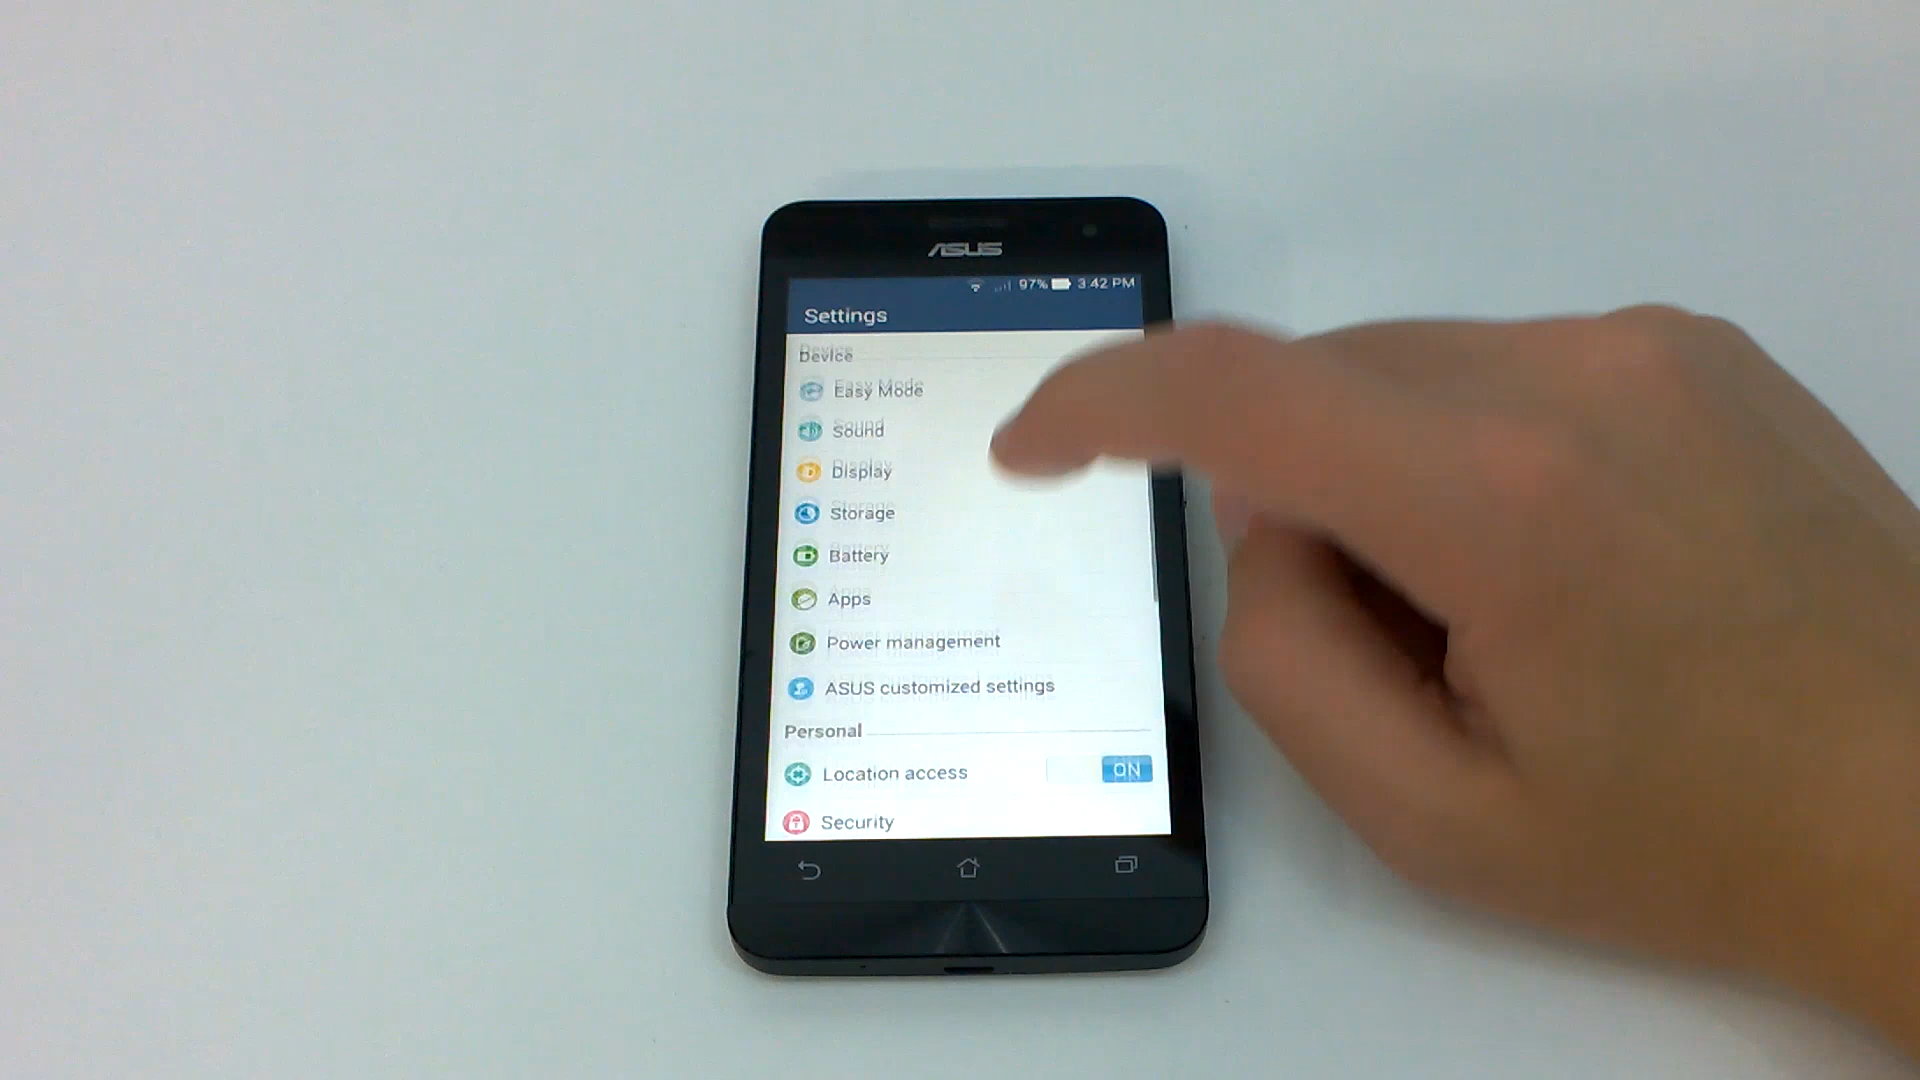 ASUS
97% 3:42 PM
Settings
Device
Easy Mode
Sound
Display
Storage
Battery
Apps
Power management
ASUS customized settings
Personal
Location access ON
Security